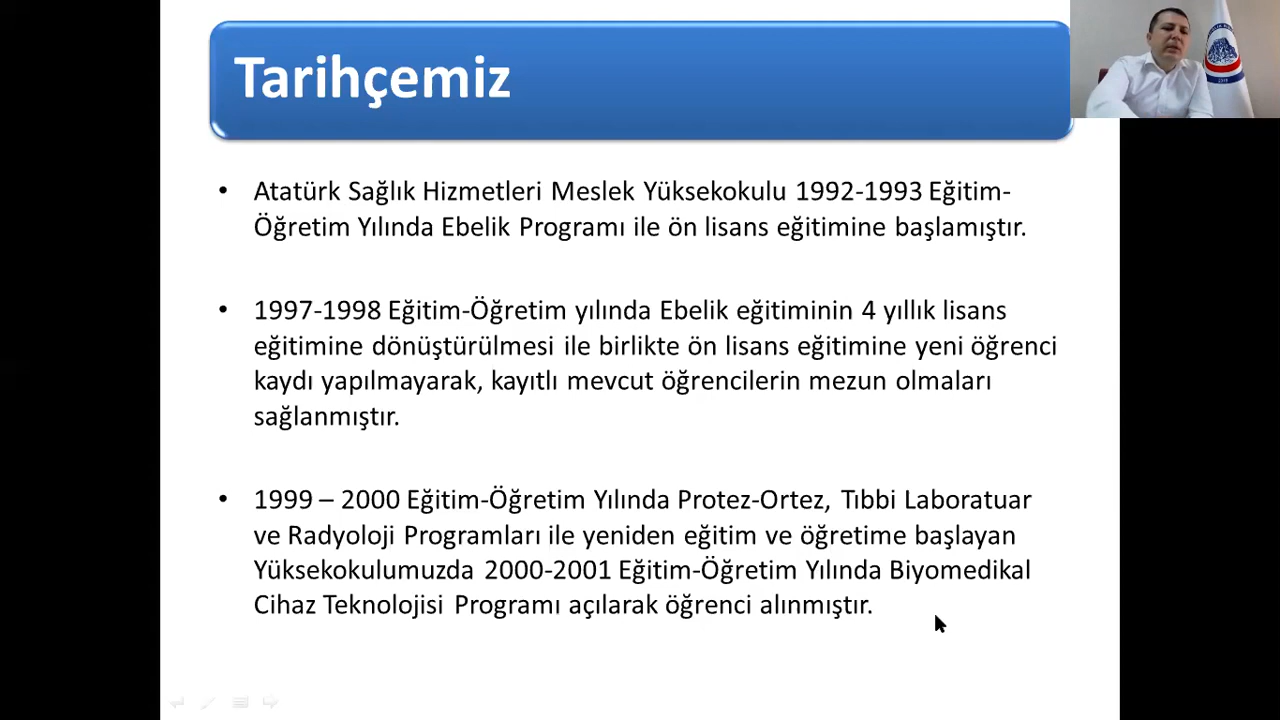 Tarihçemiz
• Atatürk Sağlık Hizmetleri Meslek Yüksekokulu 1992-1993 Eğitim-
Öğretim Yılında Ebelik Programı ile ön lisans eğitimine başlamıştır.
• 1997-1998 Eğitim-Öğretim yılında Ebelik eğitiminin 4 yıllık lisans
eğitimine dönüştürülmesi ile birlikte ön lisans eğitimine yeni öğrenci
kaydı yapılmayarak, kayıtlı mevcut öğrencilerin mezun olmaları
sağlanmıştır.
• 1999 – 2000 Eğitim-Öğretim Yılında Protez-Ortez, Tıbbi Laboratuar
ve Radyoloji Programları ile yeniden eğitim ve öğretime başlayan
Yüksekokulumuzda 2000-2001 Eğitim-Öğretim Yılında Biyomedikal
Cihaz Teknolojisi Programı açılarak öğrenci alınmıştır.